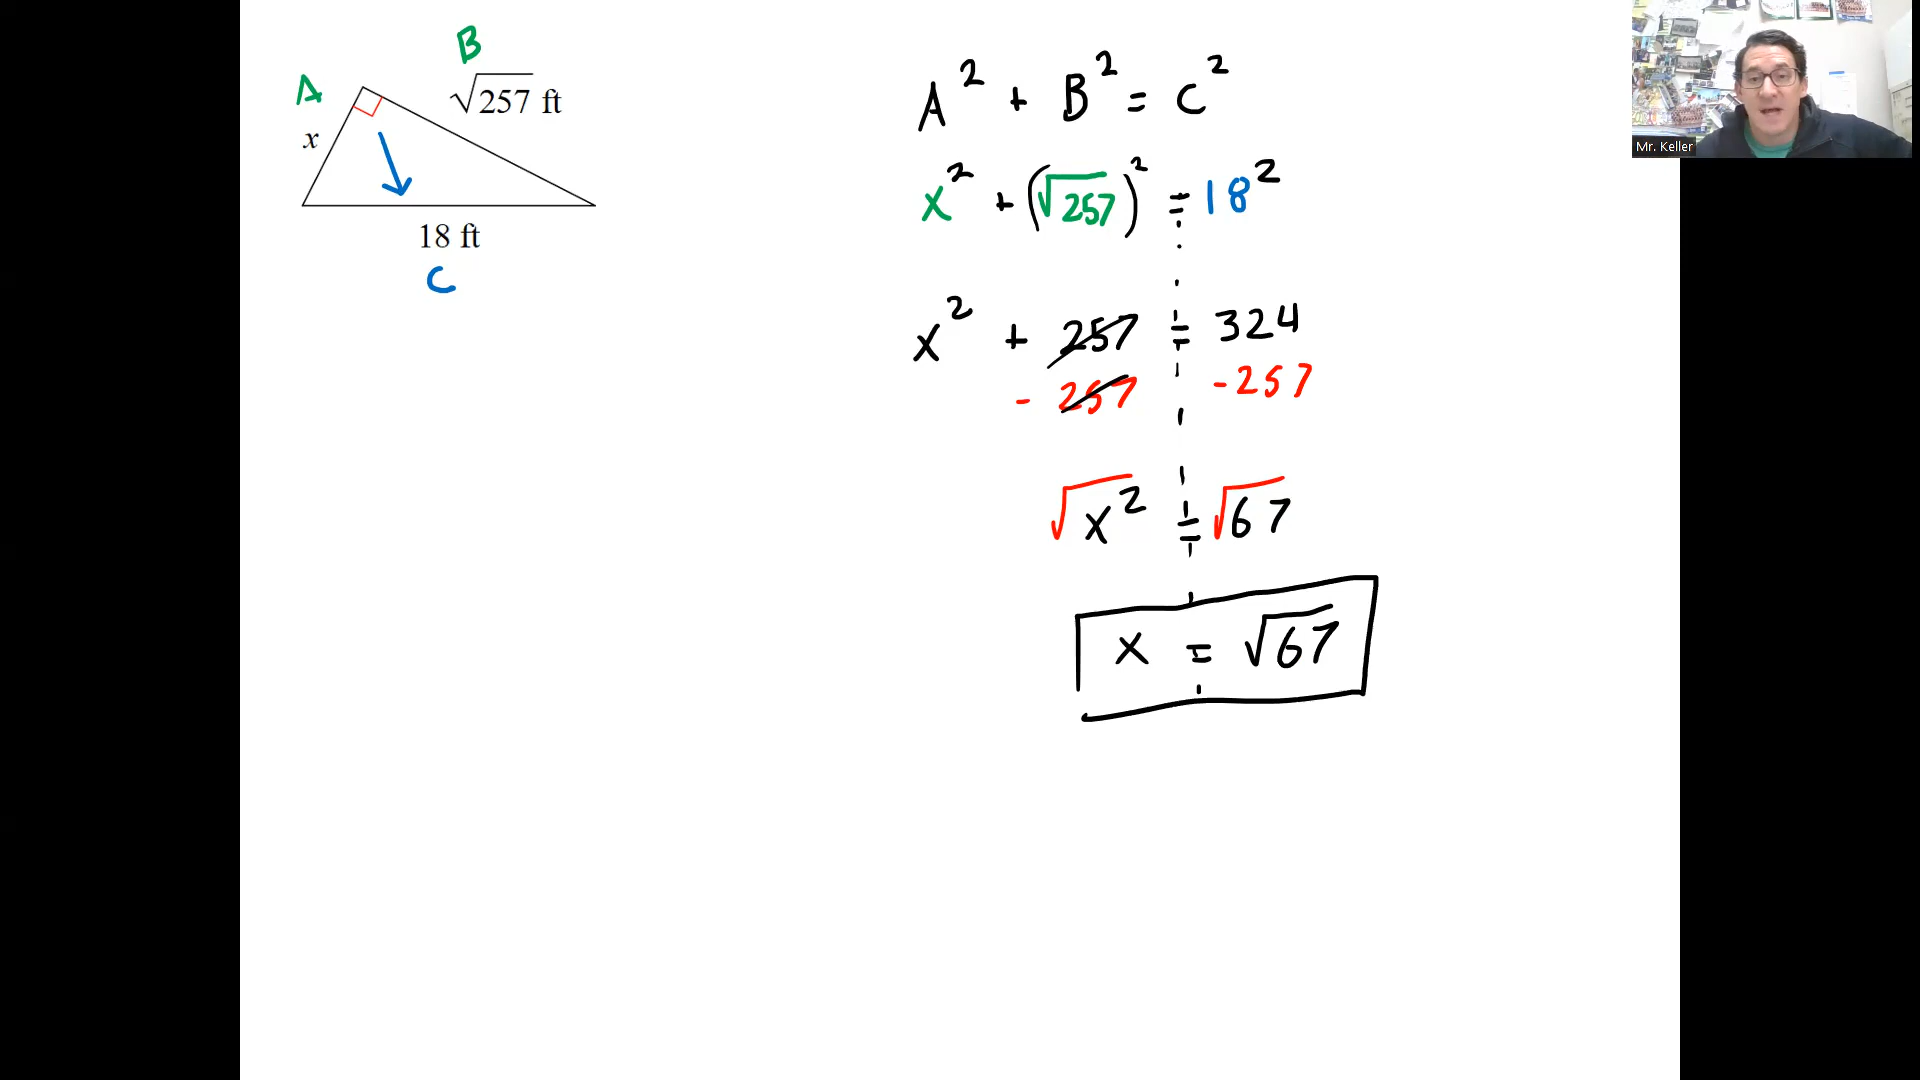 B
A
√257 ft
x
18 ft
C
A² + B² = C²
x² + (√257)² = 18²
x² + 257 = 324
- 257 -257
√x² = √67
x = √67
Mr. Keller